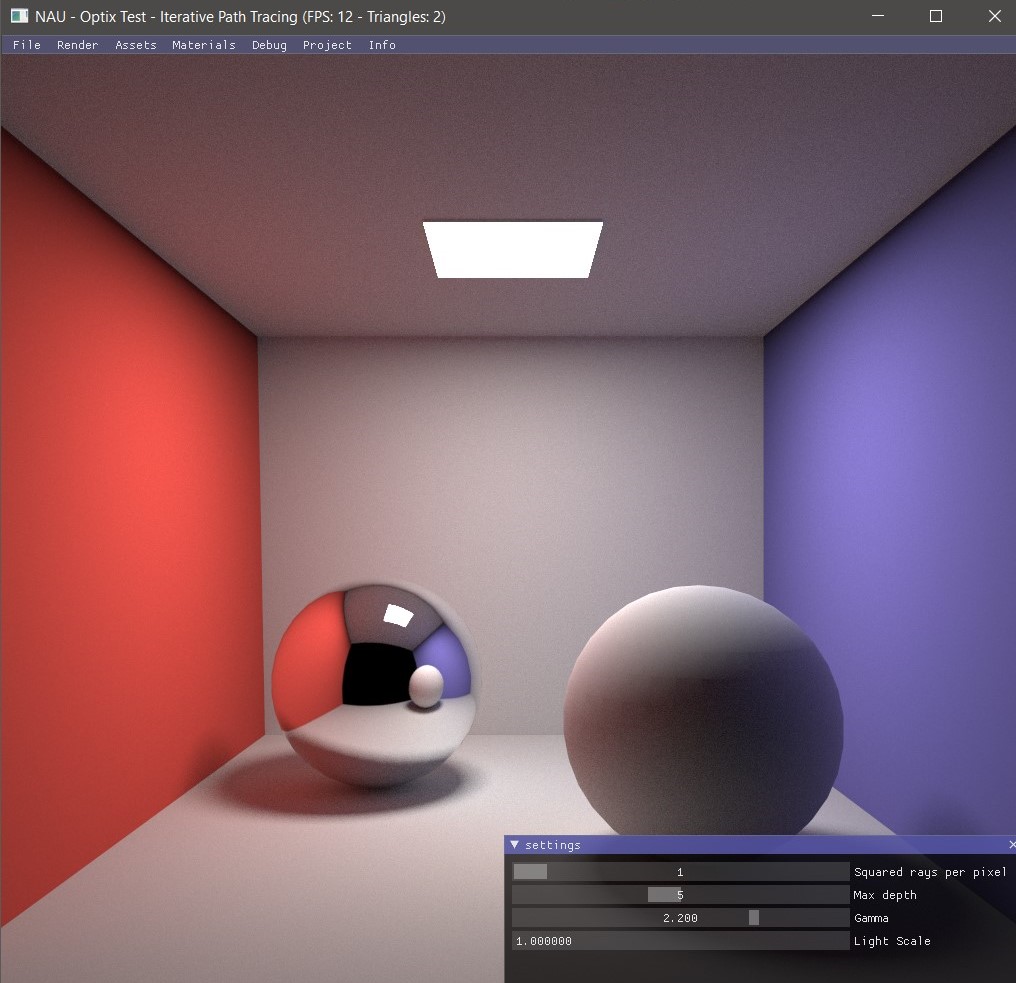 NAU - Optix Test - Iterative Path Tracing (FPS: 12 - Triangles: 2)
File Render Assets Materials Debug Project Info
settings
1 Squared rays per pixel
5 Max depth
2.200 Gamma
1.000000 Light Scale